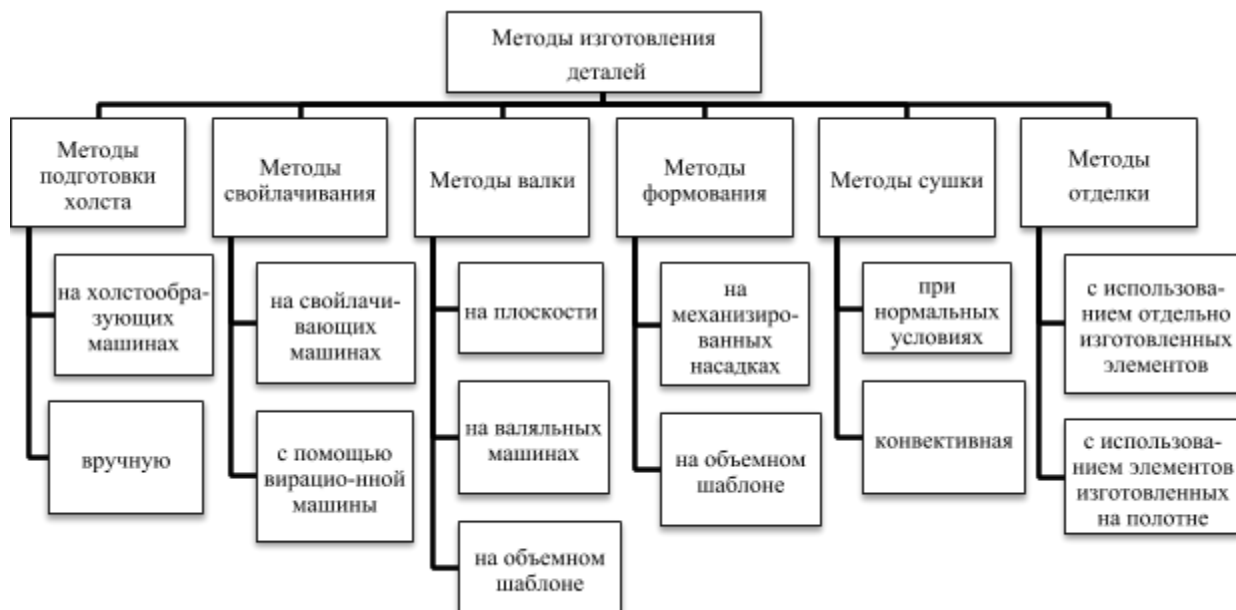 Методы изготовления
деталей
Методы
подготовки
холста
на холстообра-
зующих
машинах
вручную
Методы
свойлачивания
на свойлачи-
вающих
машинах
с помощью
вирацио-нной
машины
Методы валки
на плоскости
на валяльных
машинах
на объемном
шаблоне
Методы
формования
на
механизиро-
ванных
насадках
на объемном
шаблоне
Методы сушки
при
нормальных
условиях
конвективная
Методы
отделки
с использова-
нием отдельно
изготовленных
элементов
с использова-
нием элементов
изготовленных
на полотне